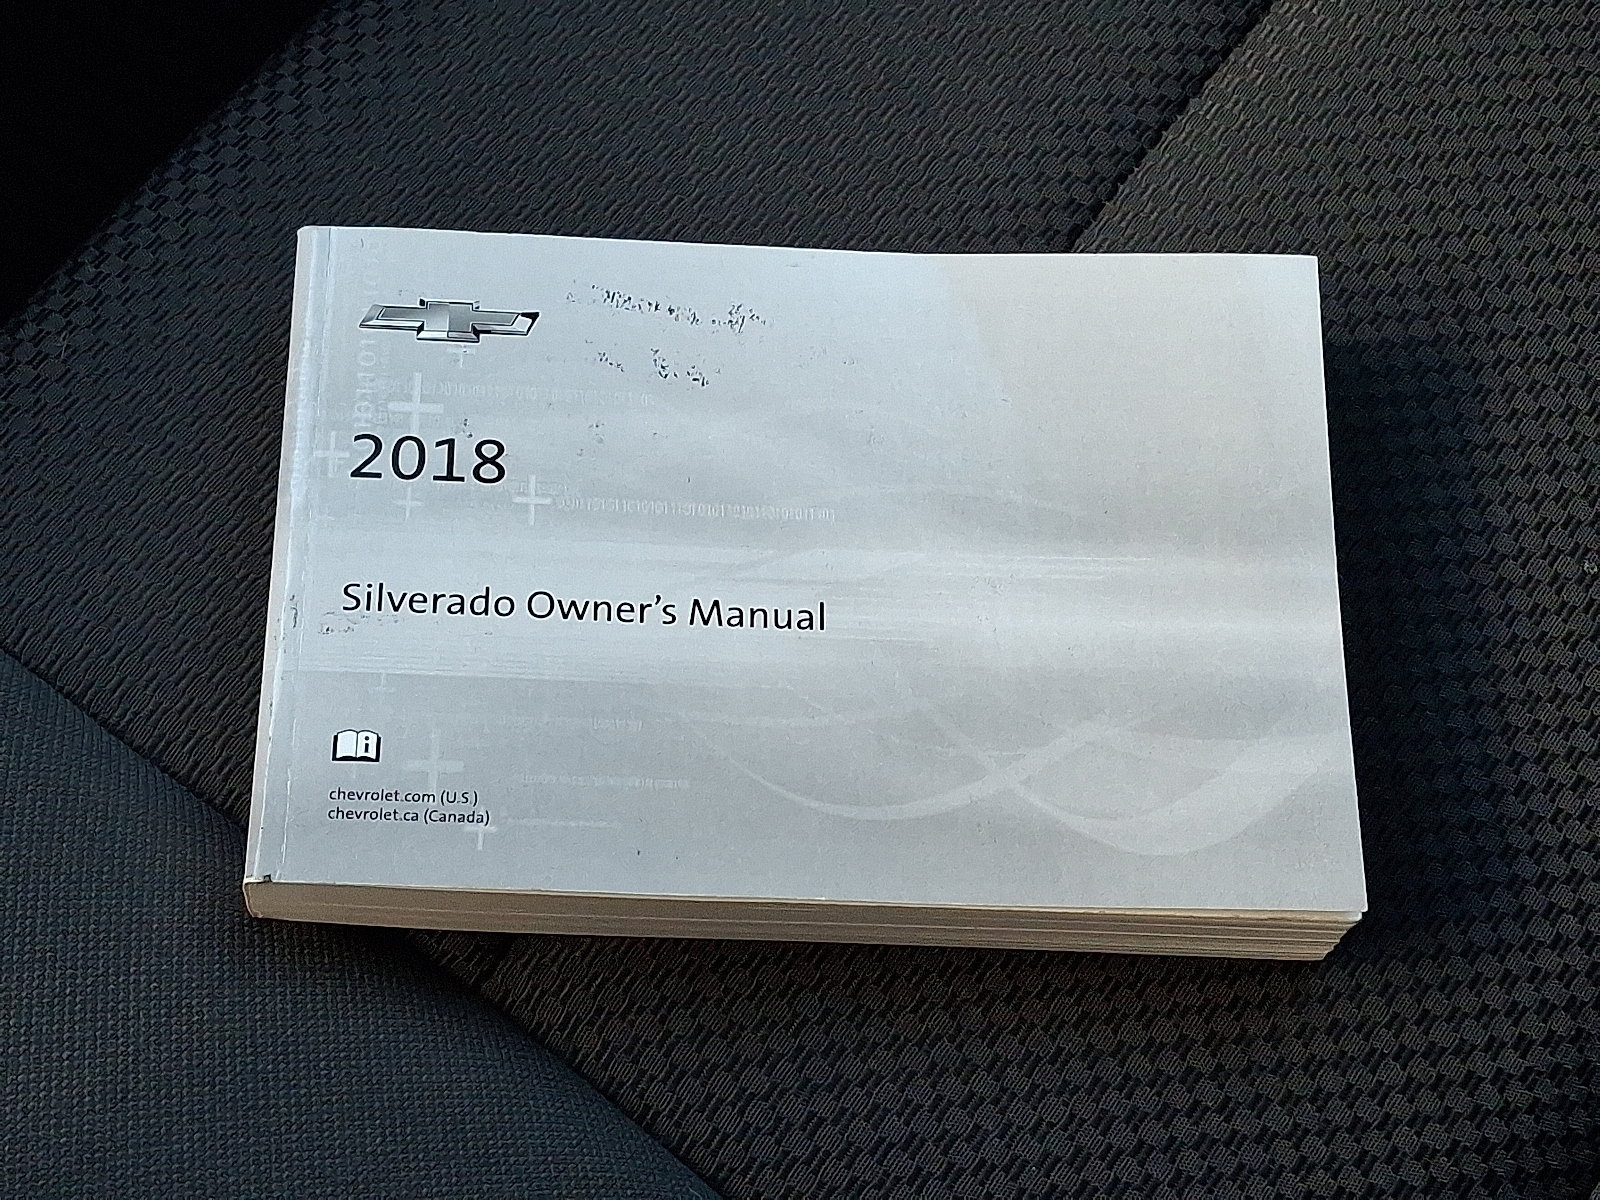 2018
Silverado Owner's Manual
i
chevrolet.com (U.S.)
chevrolet.ca (Canada)